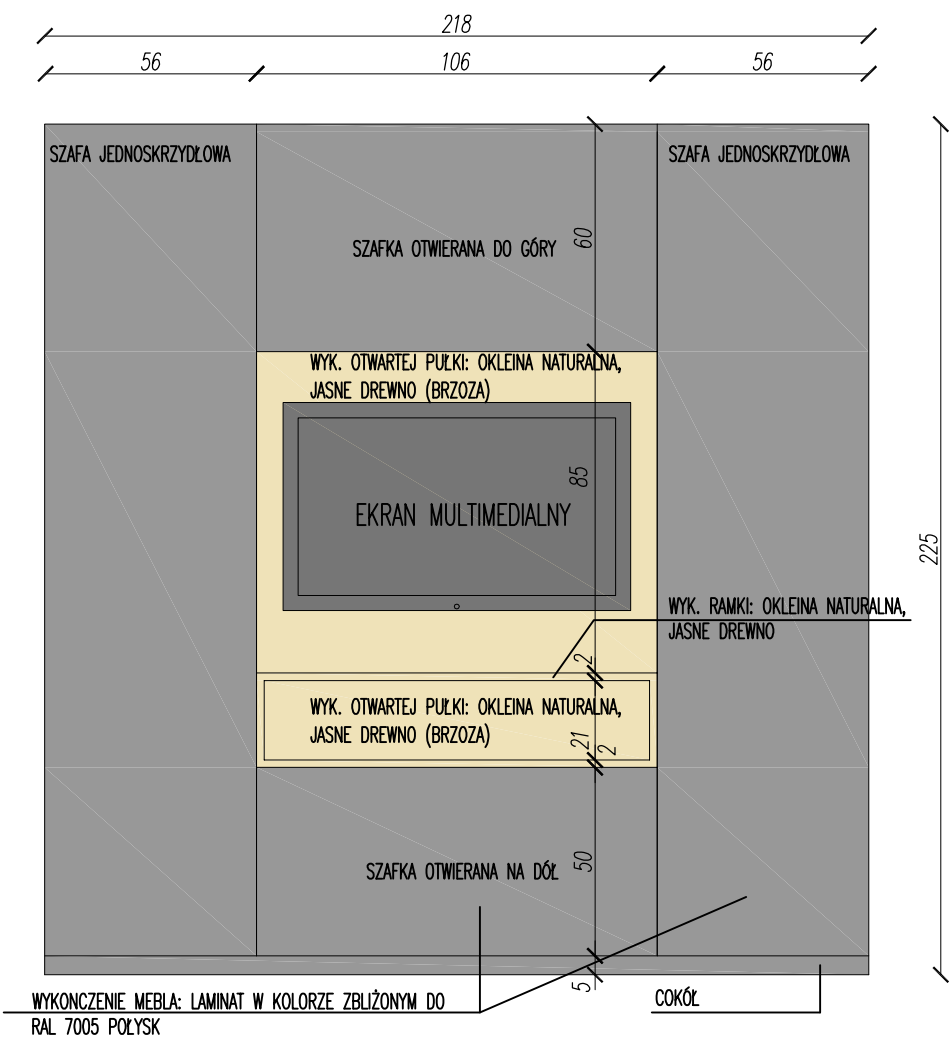 218
56 106 56
SZAFA JEDNOSKRZYDŁOWA
SZAFA JEDNOSKRZYDŁOWA
SZAFKA OTWIERANA DO GÓRY
60
WYK. OTWARTEJ PUŁKI: OKLEINA NATURALNA,
JASNE DREWNO (BRZOZA)
85
EKRAN MULTIMEDIALNY
225
WYK. RAMKI: OKLEINA NATURALNA,
JASNE DREWNO
2
WYK. OTWARTEJ PUŁKI: OKLEINA NATURALNA,
JASNE DREWNO (BRZOZA)
21
2
50
SZAFKA OTWIERANA NA DÓŁ
5
WYKONCZENIE MEBLA: LAMINAT W KOLORZE ZBLIŻONYM DO
RAL 7005 POŁYSK
COKÓŁ